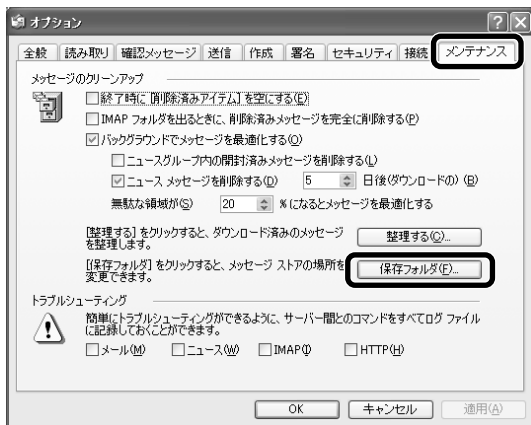 オプション
全般 読み取り 確認メッセージ 送信 作成 署名 セキュリティ 接続 メンテナンス
メッセージのクリーンアップ
終了時に [削除済みアイテム] を空にする(E)
IMAP フォルダを出るときに、削除済みメッセージを完全に削除する(P)
バックグラウンドでメッセージを最適化する(O)
ニュースグループ内の開封済みメッセージを削除する(L)
ニュース メッセージを削除する(D) 5 日後(ダウンロードの) (B)
無駄な領域が(S) 20 % になるとメッセージを最適化する
[整理する] をクリックすると、ダウンロード済みのメッセージ
を整理します。
整理する(C)...
[保存フォルダ] をクリックすると、メッセージ ストアの場所を
変更できます。
保存フォルダ(F)...
トラブルシューティング
簡単にトラブルシューティングができるように、サーバー間とのコマンドをすべてログ ファイル
に記録しておくことができます。
メール(M) ニュース(W) IMAP(I) HTTP(H)
OK キャンセル 適用(A)